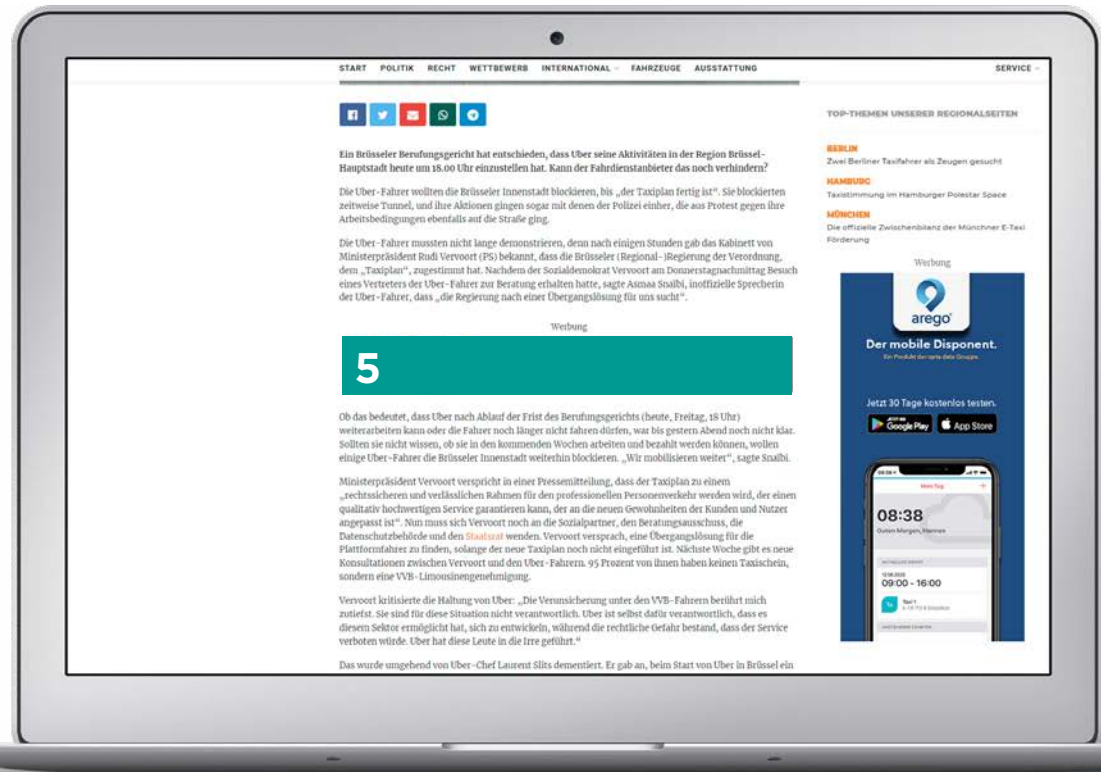 START POLITIK RECHT WETTBEWERB INTERNATIONAL FAHRZEUGE AUSSTATTUNG SERVICE
Ein Brüsseler Berufungsgericht hat entschieden, dass Uber seine Aktivitäten in der Region Brüssel-
Hauptstadt heute um 18.00 Uhr einzustellen hat. Kann der Fahrdienstanbieter das noch verhindern?
Die Uber-Fahrer wollten die Brüsseler Innenstadt blockieren, bis „der Taxiplan fertig ist“. Sie blockierten
zeitweise Tunnel, und ihre Aktionen gingen sogar mit denen der Polizei einher, die aus Protest gegen ihre
Arbeitsbedingungen ebenfalls auf die Straße ging.
Die Uber-Fahrer mussten nicht lange demonstrieren, denn nach einigen Stunden gab das Kabinett von
Ministerpräsident Rudi Vervoort (PS) bekannt, dass die Brüsseler (Regional-)Regierung der Verordnung,
dem „Taxiplan“, zugestimmt hat. Nachdem der Sozialdemokrat Vervoort am Donnerstagnachmittag Besuch
eines Vertreters der Uber-Fahrer zur Beratung erhalten hatte, sagte Asmaa Snaîbi, inoffizielle Sprecherin
der Uber-Fahrer, dass „die Regierung nach einer Übergangslösung für uns sucht“.
Werbung
5
Ob das bedeutet, dass Uber nach Ablauf der Frist des Berufungsgerichts (heute, Freitag, 18 Uhr)
weiterarbeiten kann oder die Fahrer noch länger nicht fahren dürfen, war bis gestern Abend noch nicht klar.
Sollten sie nicht wissen, ob sie in den kommenden Wochen arbeiten und bezahlt werden können, wollen
einige Uber-Fahrer die Brüsseler Innenstadt weiterhin blockieren. „Wir mobilisieren weiter“, sagte Snaîbi.
Ministerpräsident Vervoort verspricht in einer Pressemitteilung, dass der Taxiplan zu einem
„rechtssicheren und verlässlichen Rahmen für den professionellen Personenverkehr werden wird, der einen
qualitativ hochwertigen Service garantieren kann, der an die neuen Gewohnheiten der Kunden und Nutzer
angepasst ist“. Nun muss sich Vervoort noch an die Sozialpartner, den Beratungsausschuss, die
Datenschutzbehörde und den Staatsrat wenden. Vervoort versprach, eine Übergangslösung für die
Plattformfahrer zu finden, solange der neue Taxiplan noch nicht eingeführt ist. Nächste Woche gibt es neue
Konsultationen zwischen Vervoort und den Uber-Fahrern. 95 Prozent von ihnen haben keinen Taxischein,
sondern eine VVB-Limousinengenehmigung.
Vervoort kritisierte die Haltung von Uber: „Die Verunsicherung unter den VVB-Fahrern berührt mich
zutiefst. Sie sind für diese Situation nicht verantwortlich. Uber ist selbst dafür verantwortlich, dass es
diesem Sektor ermöglicht hat, sich zu entwickeln, während die rechtliche Gefahr bestand, dass der Service
verboten würde. Uber hat diese Leute in die Irre geführt.“
Das wurde umgehend von Uber-Chef Laurent Slits dementiert. Er gab an, beim Start von Uber in Brüssel ein
TOP-THEMEN UNSERER REGIONALSEITEN
BERLIN
Zwei Berliner Taxifahrer als Zeugen gesucht
HAMBURG
Taxistimmung im Hamburger Polestar Space
MÜNCHEN
Die offizielle Zwischenbilanz der Münchner E-Taxi
Förderung
Werbung
arego
Der mobile Disponent.
Jetzt 30 Tage kostenlos testen.
Google Play App Store
Mein Tag
08:38
Guten Morgen, Hannes
09:00 - 16:00
Taxi 1